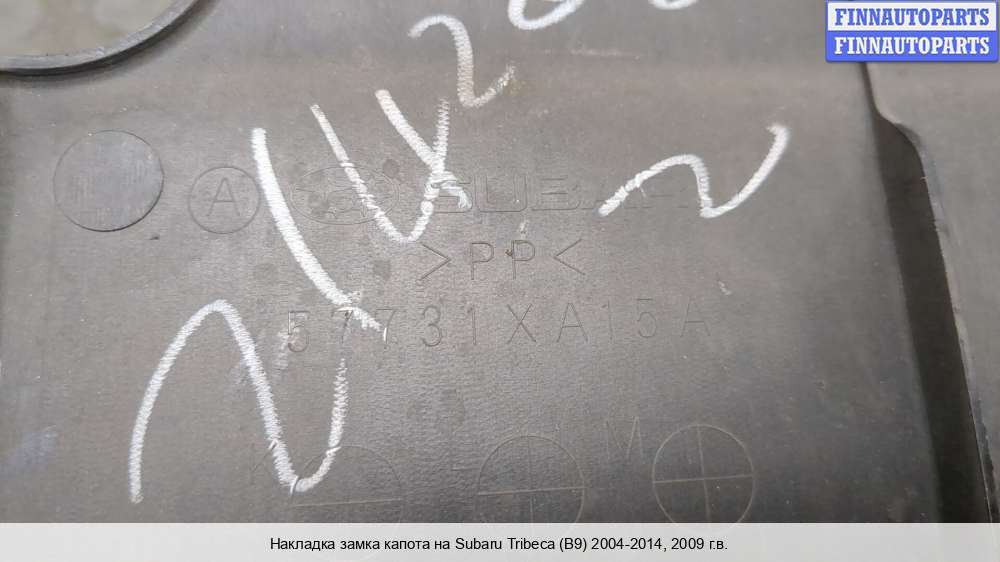 FINNAUTOPARTS
FINNAUTOPARTS
A SUBARU
>PP<
57731XA15A
M
Накладка замка капота на Subaru Tribeca (B9) 2004-2014, 2009 г.в.